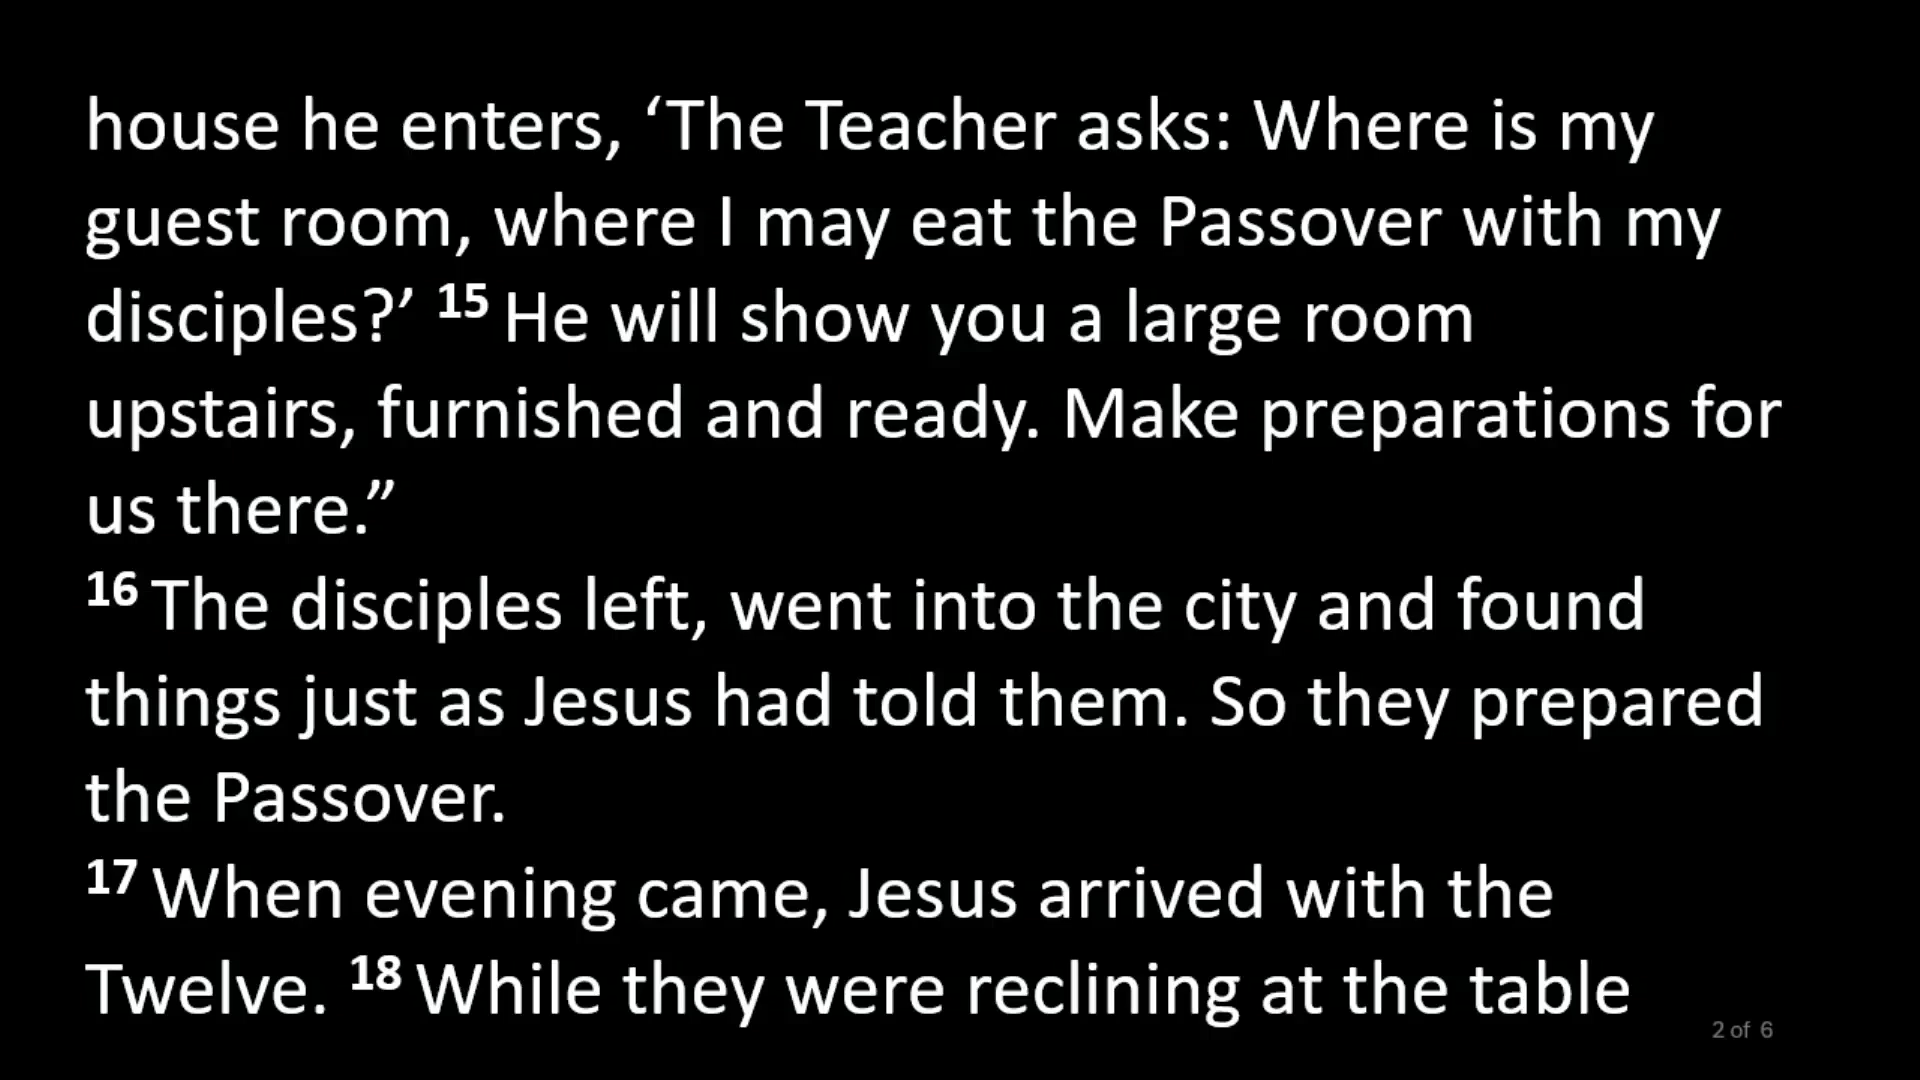 house he enters, ‘The Teacher asks: Where is my
guest room, where I may eat the Passover with my
disciples?’ 15 He will show you a large room
upstairs, furnished and ready. Make preparations for
us there.”
16 The disciples left, went into the city and found
things just as Jesus had told them. So they prepared
the Passover.
17 When evening came, Jesus arrived with the
Twelve. 18 While they were reclining at the table
2 of 6